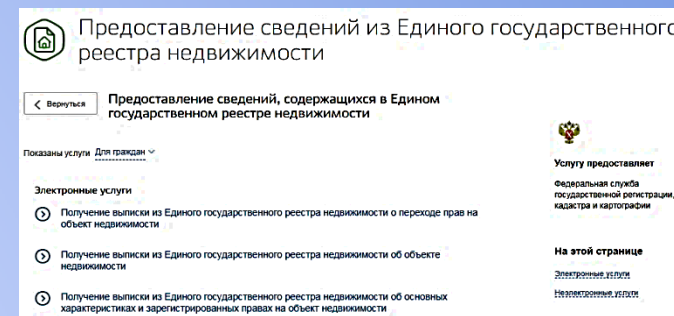 Предоставление сведений из Единого государственного
реестра недвижимости
Вернуться
Предоставление сведений, содержащихся в Едином
государственном реестре недвижимости
Показаны услуги Для граждан
Электронные услуги
Получение выписки из Единого государственного реестра недвижимости о переходе прав на
объект недвижимости
Получение выписки из Единого государственного реестра недвижимости об объекте
недвижимости
Получение выписки из Единого государственного реестра недвижимости об основных
характеристиках и зарегистрированных правах на объект недвижимости
Услугу предоставляет
Федеральная служба
государственной регистрации,
кадастра и картографии
На этой странице
Электронные услуги
Неэлектронные услуги